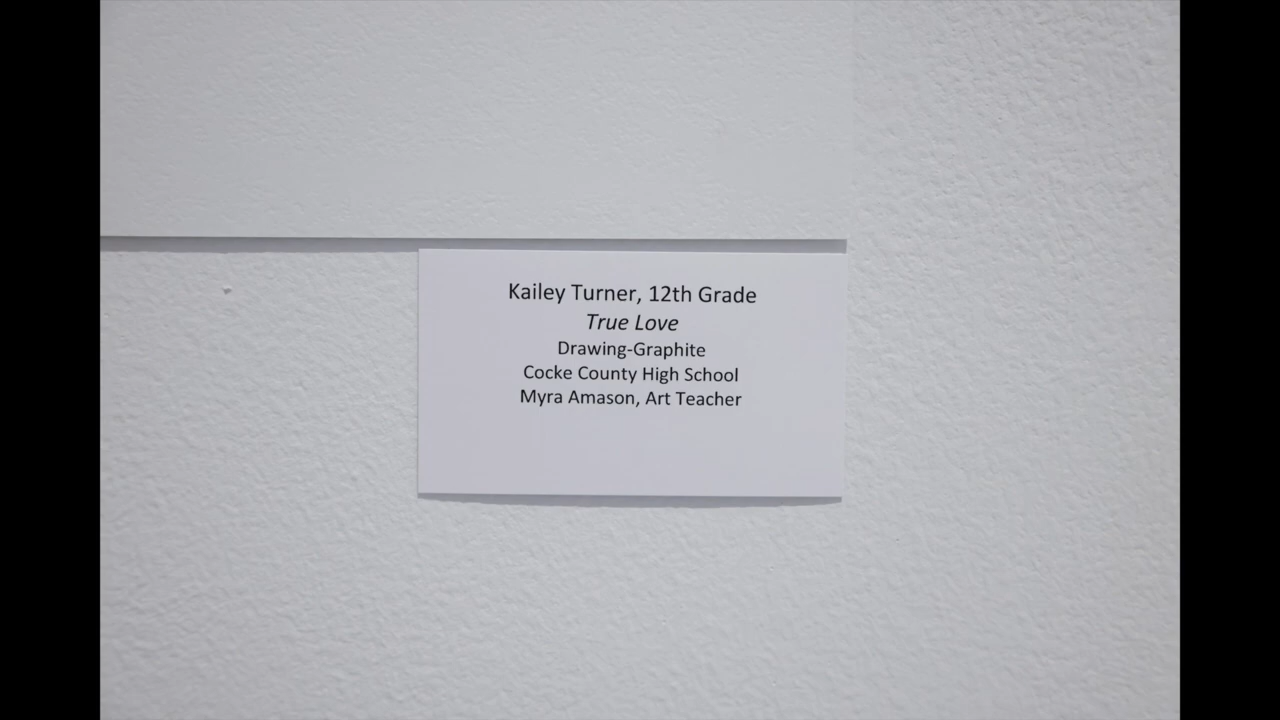 Kailey Turner, 12th Grade
True Love
Drawing-Graphite
Cocke County High School
Myra Amason, Art Teacher